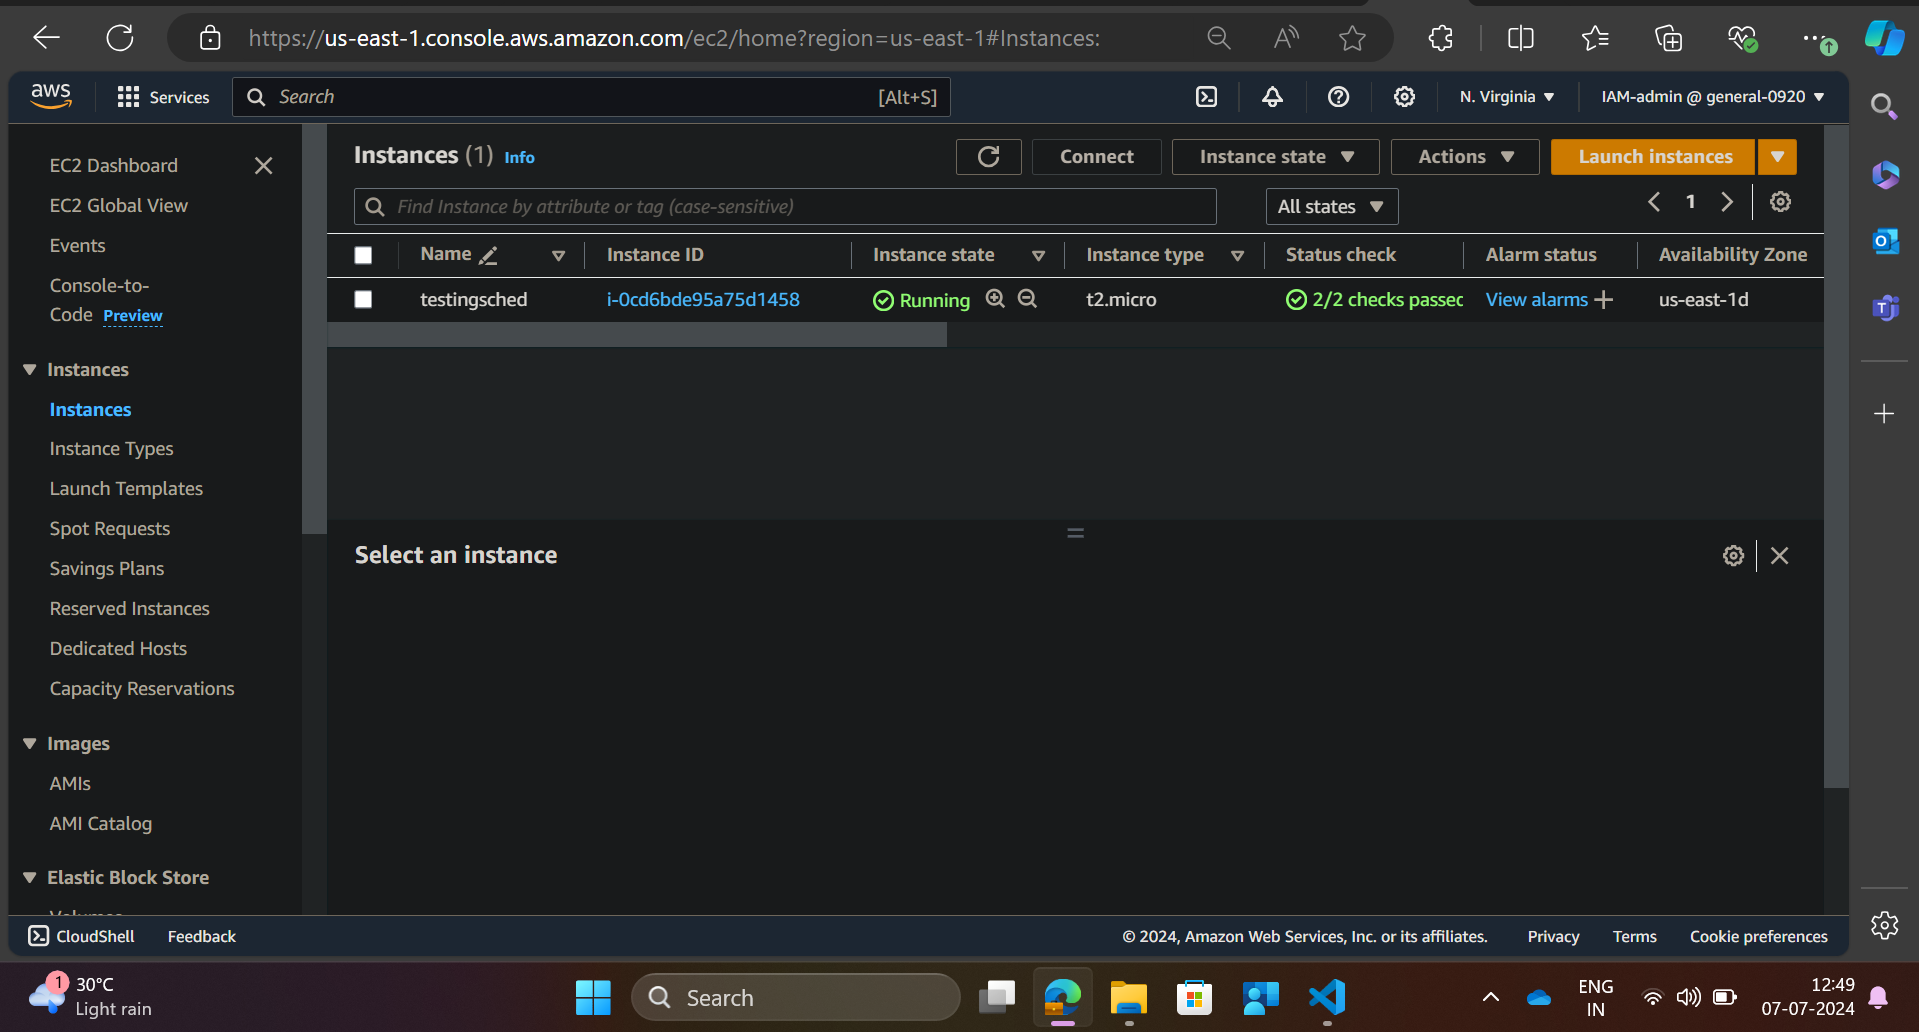 https://us-east-1.console.aws.amazon.com/ec2/home?region=us-east-1#Instances:
aws
Services
Search
[Alt+S]
N. Virginia
IAM-admin @ general-0920
EC2 Dashboard
EC2 Global View
Events
Console-to-
Code Preview
Instances
Instances
Instance Types
Launch Templates
Spot Requests
Savings Plans
Reserved Instances
Dedicated Hosts
Capacity Reservations
Images
AMIs
AMI Catalog
Elastic Block Store
Instances (1) Info
Connect
Instance state
Actions
Launch instances
Find Instance by attribute or tag (case-sensitive)
All states
1
Name Instance ID Instance state Instance type Status check Alarm status Availability Zone
testingsched i-0cd6bde95a75d1458 Running t2.micro 2/2 checks View alarms us-east-1d
Select an instance
CloudShell Feedback
© 2024, Amazon Web Services, Inc. or its affiliates. Privacy Terms Cookie preferences
1
30°C
Light rain
Search
ENG
IN
12:49
07-07-2024